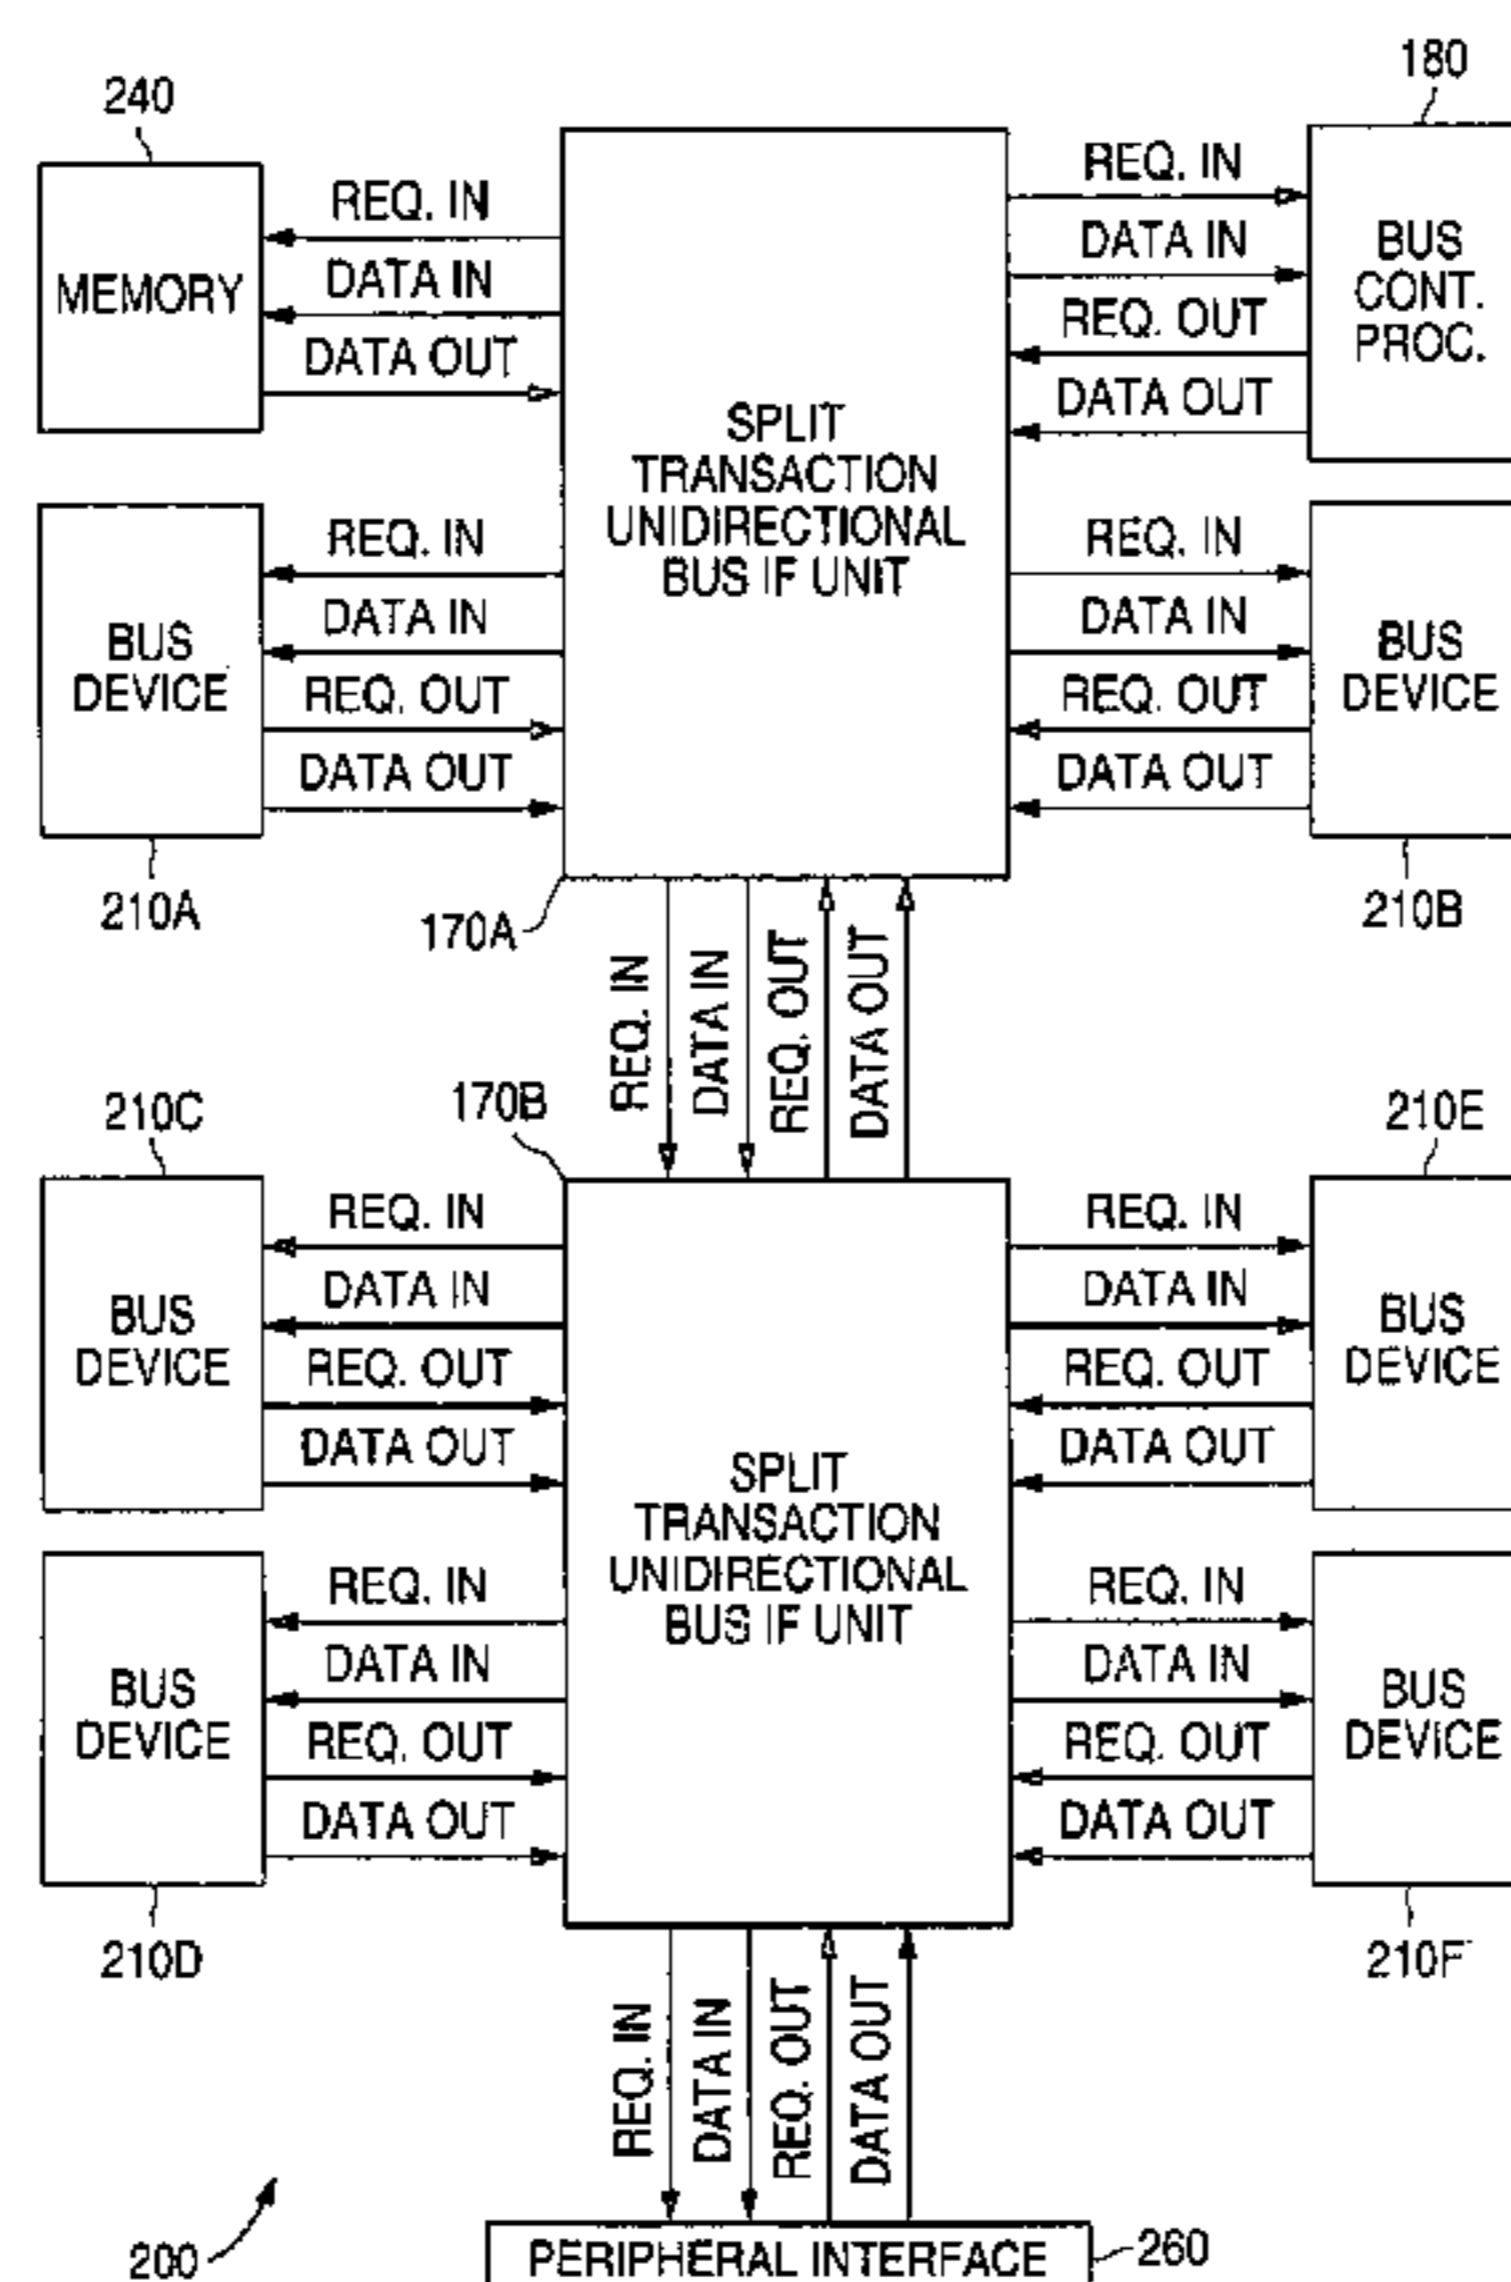 240
180
MEMORY
REQ. IN
DATA IN
DATA OUT
SPLIT
TRANSACTION
UNIDIRECTIONAL
BUS IF UNIT
REQ. IN
DATA IN
REQ. OUT
DATA OUT
BUS
CONT.
PROC.
BUS
DEVICE
REQ. IN
DATA IN
REQ. OUT
DATA OUT
REQ. IN
DATA IN
REQ. OUT
DATA OUT
BUS
DEVICE
210A
170A
210B
REQ. IN
DATA IN
REQ. OUT
DATA OUT
210C
170B
210E
BUS
DEVICE
REQ. IN
DATA IN
REQ. OUT
DATA OUT
SPLIT
TRANSACTION
UNIDIRECTIONAL
BUS IF UNIT
REQ. IN
DATA IN
REQ. OUT
DATA OUT
BUS
DEVICE
BUS
DEVICE
REQ. IN
DATA IN
REQ. OUT
DATA OUT
REQ. IN
DATA IN
REQ. OUT
DATA OUT
BUS
DEVICE
210D
210F
REQ. IN
DATA IN
REQ. OUT
DATA OUT
200
PERIPHERAL INTERFACE
260